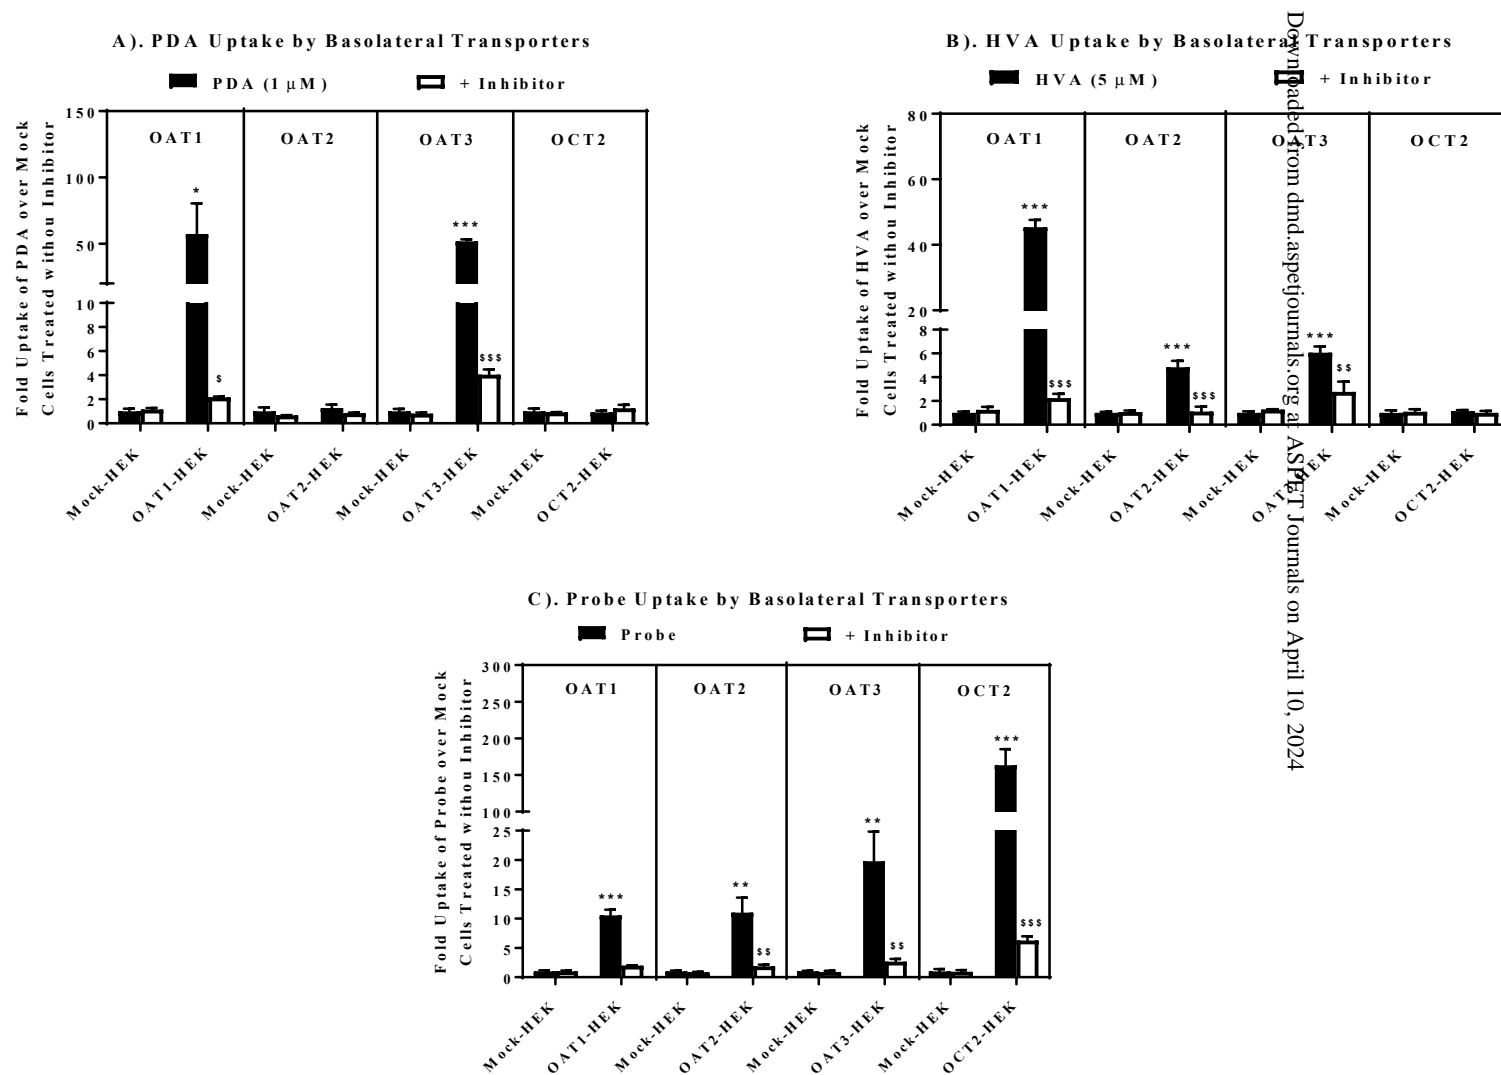 A). PDA Uptake by Basolateral Transporters
PDA (1 μM)
+ Inhibitor
Fold Uptake of PDA over Mock
Cells Treated without Inhibitor
150
100
50
10
8
6
4
2
0
OAT1
OAT2
OAT3
OCT2
*
$
***
$$$
Mock-HEK
OAT1-HEK
Mock-HEK
OAT2-HEK
Mock-HEK
OAT3-HEK
Mock-HEK
OCT2-HEK
B). HVA Uptake by Basolateral Transporters
HVA (5 μM)
+ Inhibitor
Fold Uptake of HVA over Mock
Cells Treated without Inhibitor
80
60
40
20
8
6
4
2
0
OAT1
OAT2
OAT3
OCT2
***
$$$
***
$$$
***
$$
Mock-HEK
OAT1-HEK
Mock-HEK
OAT2-HEK
Mock-HEK
OAT3-HEK
Mock-HEK
OCT2-HEK
C). Probe Uptake by Basolateral Transporters
Probe
+ Inhibitor
Fold Uptake of Probe over Mock
Cells Treated withou Inhibitor
300
250
200
150
100
25
20
15
10
5
0
OAT1
OAT2
OAT3
OCT2
***
**
$$
**
$$
***
$$$
Mock-HEK
OAT1-HEK
Mock-HEK
OAT2-HEK
Mock-HEK
OAT3-HEK
Mock-HEK
OCT2-HEK
Downloaded from dmd.aspetjournals.org at ASPET Journals on April 10, 2024